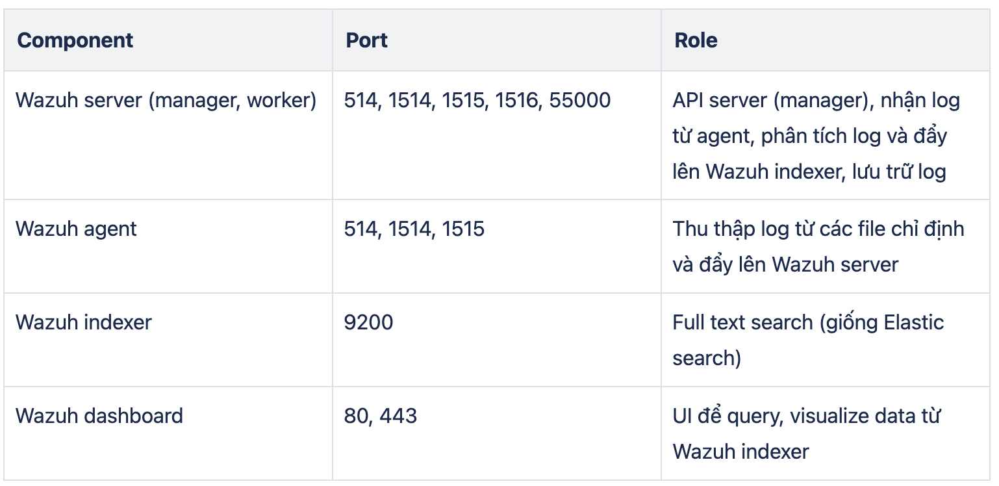 Component Port Role
Wazuh server (manager, worker) 514, 1514, 1515, 1516, 55000 API server (manager), nhận log
từ agent, phân tích log và đẩy
lên Wazuh indexer, lưu trữ log
Wazuh agent 514, 1514, 1515 Thu thập log từ các file chỉ định
và đẩy lên Wazuh server
Wazuh indexer 9200 Full text search (giống Elastic
search)
Wazuh dashboard 80, 443 UI để query, visualize data từ
Wazuh indexer